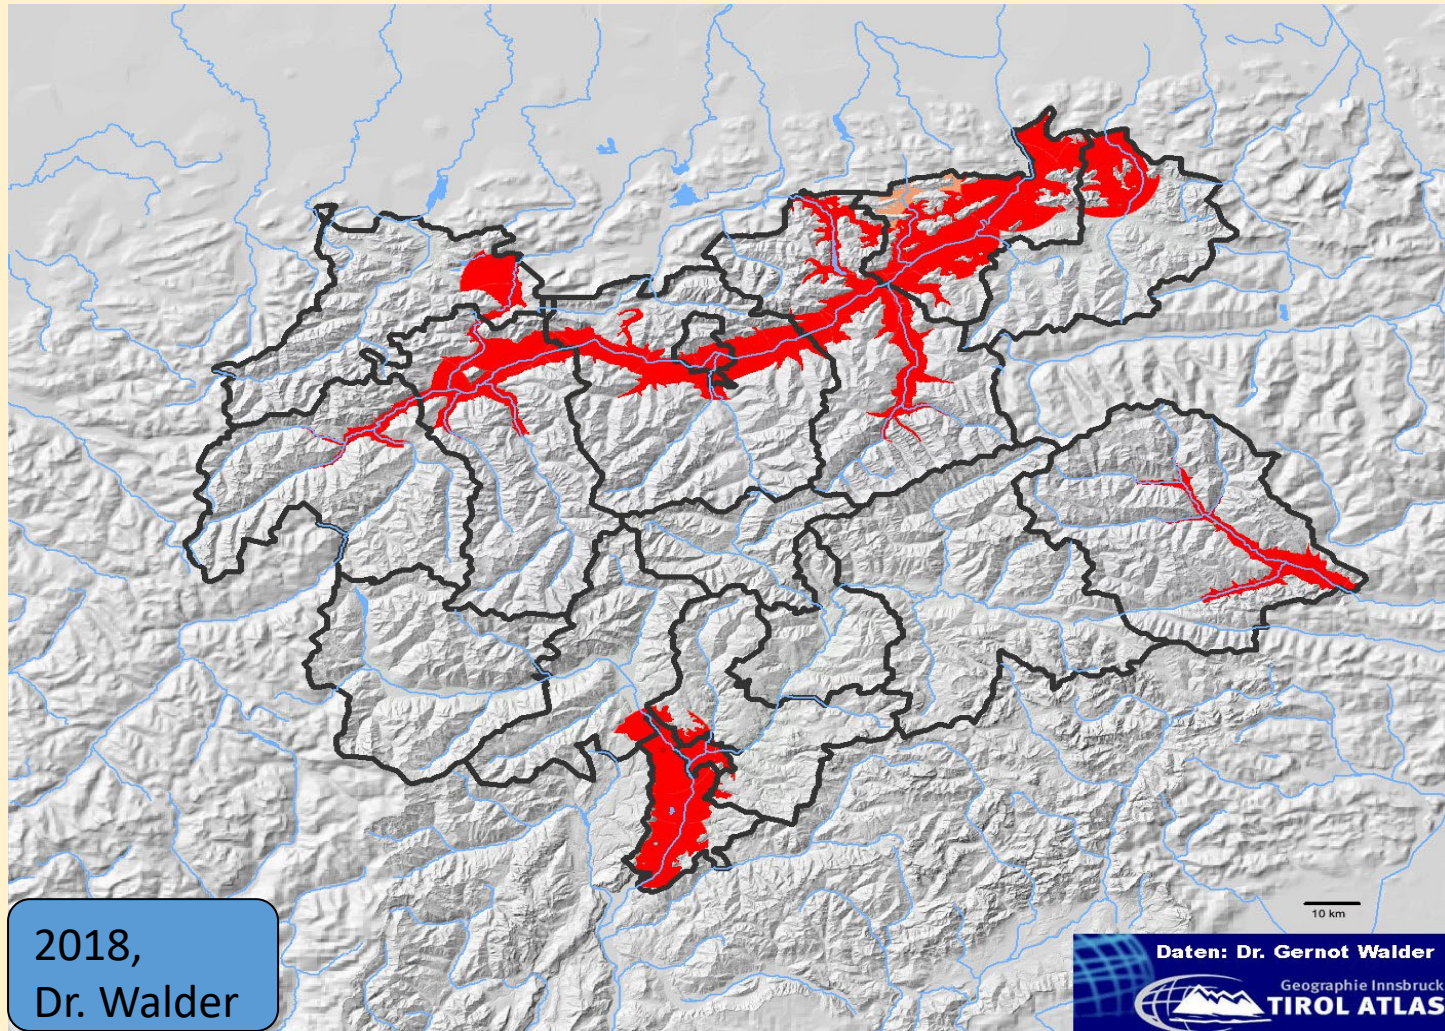 2018,
Dr. Walder
10 km
Daten: Dr. Gernot Walder
Geographie Innsbruck
TIROL ATLAS